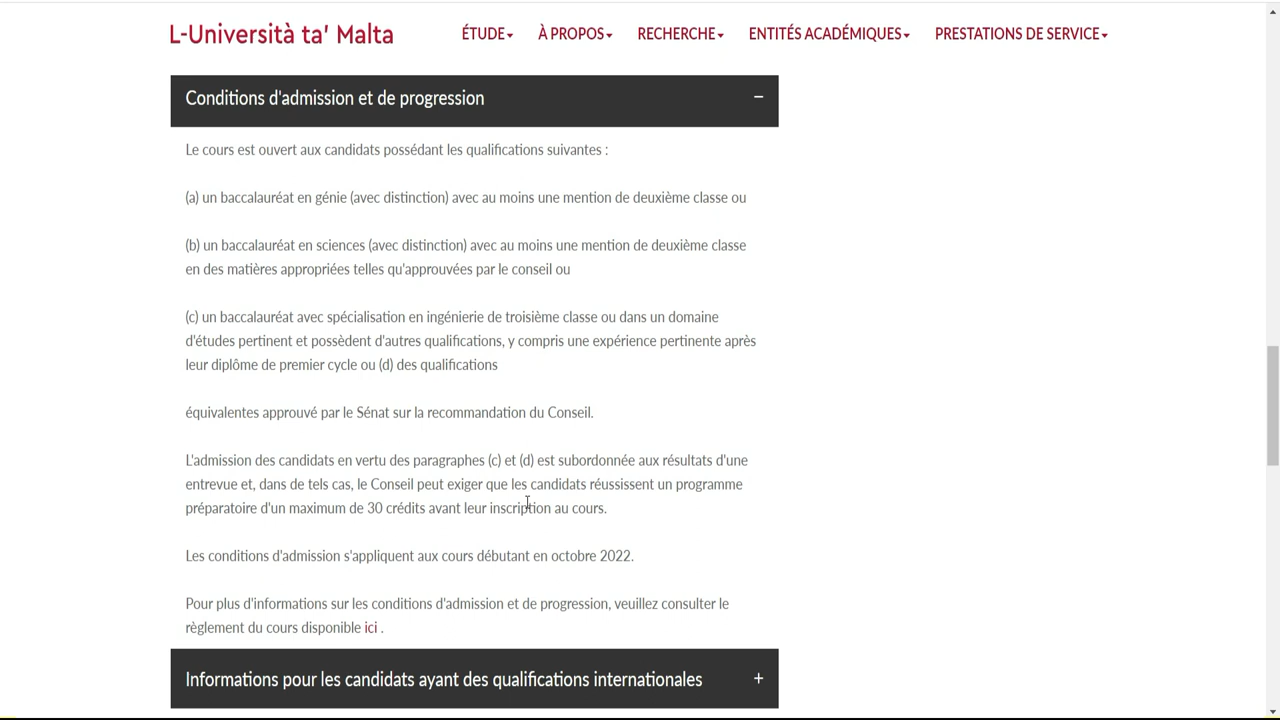 L-Università ta' Malta
ÉTUDE
À PROPOS
RECHERCHE
ENTITÉS ACADÉMIQUES
PRESTATIONS DE SERVICE
Conditions d'admission et de progression
Le cours est ouvert aux candidats possédant les qualifications suivantes :
(a) un baccalauréat en génie (avec distinction) avec au moins une mention de deuxième classe ou
(b) un baccalauréat en sciences (avec distinction) avec au moins une mention de deuxième classe
en des matières appropriées telles qu'approuvées par le conseil ou
(c) un baccalauréat avec spécialisation en ingénierie de troisième classe ou dans un domaine
d'études pertinent et possèdent d'autres qualifications, y compris une expérience pertinente après
leur diplôme de premier cycle ou (d) des qualifications
équivalentes approuvé par le Sénat sur la recommandation du Conseil.
L'admission des candidats en vertu des paragraphes (c) et (d) est subordonnée aux résultats d'une
entrevue et, dans de tels cas, le Conseil peut exiger que les candidats réussissent un programme
préparatoire d'un maximum de 30 crédits avant leur inscription au cours.
Les conditions d'admission s'appliquent aux cours débutant en octobre 2022.
Pour plus d'informations sur les conditions d'admission et de progression, veuillez consulter le
règlement du cours disponible ici .
Informations pour les candidats ayant des qualifications internationales